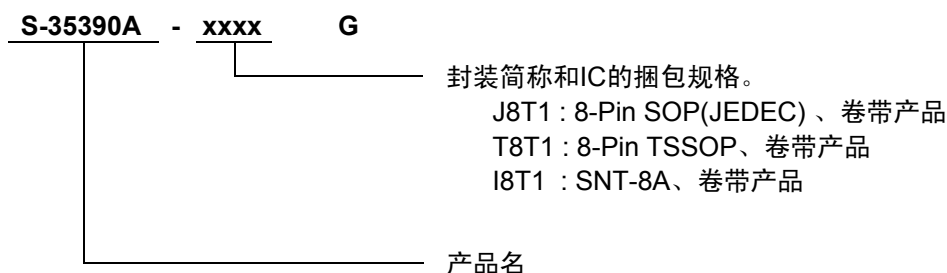 S-35390A - xxxx G
封装简称和IC的捆包规格。
J8T1 : 8-Pin SOP(JEDEC) 、卷带产品
T8T1 : 8-Pin TSSOP、卷带产品
I8T1 : SNT-8A、卷带产品
产品名